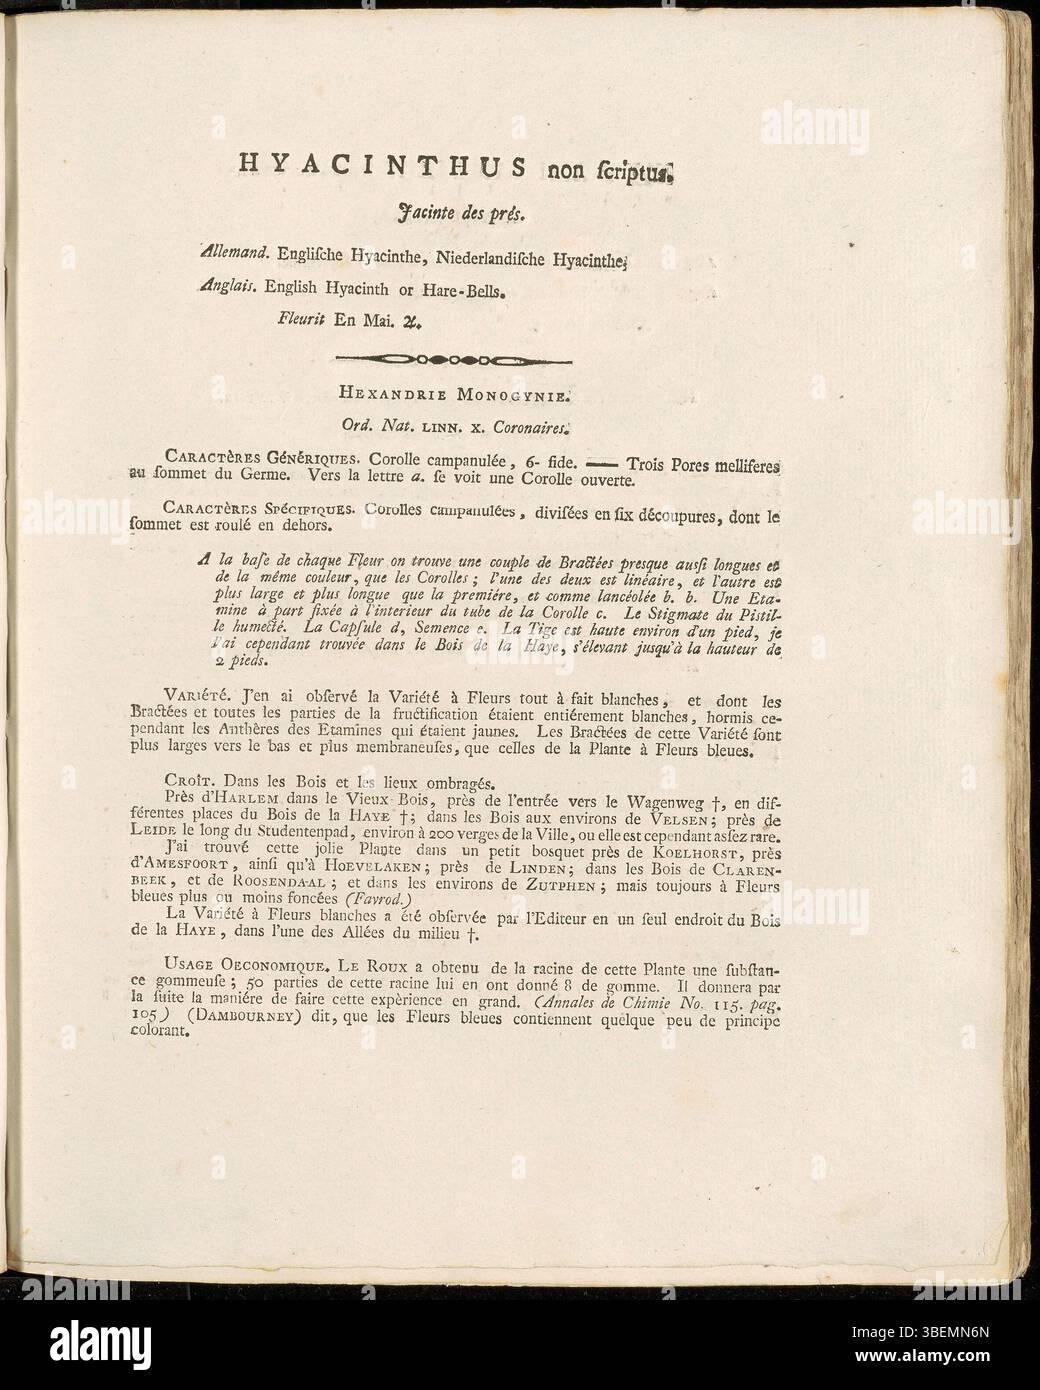 HYACINTHUS non ſcriptus.
Jacinte des prés.
Allemand. Engliſche Hyacinthe, Niederlandiſche Hyacinthe;
Anglais. English Hyacinth or Hare-Bells.
Fleurit En Mai. ♃.
HEXANDRIE MONOGYNIE.
Ord. Nat. LINN. X. Coronaires.
CARACTÈRES GÉNÉRIQUES. Corolle campanulée, 6- fide. —— Trois Pores melliferes
au ſommet du Germe. Vers la lettre a. ſe voit une Corolle ouverte.
CARACTÈRES SPÉCIFIQUES. Corolles campanulées, diviſées en ſix découpures, dont le
ſommet est roulé en dehors.
A la baſe de chaque Fleur on trouve une couple de Bractées presque auſſi longues et
de la même couleur, que les Corolles; l'une des deux est linéaire, et l'autre est
plus large et plus longue que la premiére, et comme lancéolée b. b. Une Eta-
mine à part fixée à l'interieur du tube de la Corolle c. Le Stigmate du Pistil-
le humecté. La Capſule d, Semence e. La Tige est haute environ d'un pied, je
l'ai cependant trouvée dans le Bois de la Haye, s'élevant jusqu'à la hauteur de
2 pieds.
VARIÉTÉ. J'en ai obſervé la Variété à Fleurs tout à fait blanches, et dont les
Bractées et toutes les parties de la fructification étaient entiérement blanches, hormis ce-
pendant les Anthères des Etamines qui étaient jaunes. Les Bractées de cette Variété ſont
plus larges vers le bas et plus membraneuſes, que celles de la Plante à Fleurs bleues.
CROÎT. Dans les Bois et les lieux ombragés.
Près d'HARLEM dans le Vieux Bois, près de l'entrée vers le Wagenweg †, en dif-
férentes places du Bois de la HAYE †; dans les Bois aux environs de VELSEN; près de
LEIDE le long du Studentenpad, environ à 200 verges de la Ville, ou elle est cependant asſez rare.
J'ai trouvé cette jolie Plante dans un petit bosquet près de KOELHORST, près
d'AMESFOORT, ainſi qu'à HOEVELAKEN; près de LINDEN; dans les Bois de CLAREN-
BEEK, et de ROOSENDAAL; et dans les environs de ZUTPHEN; mais toujours à Fleurs
bleues plus ou moins foncées (Favrod.)
La Variété à Fleurs blanches a été obſervée par l'Editeur en un ſeul endroit du Bois
de la HAYE, dans l'une des Allées du milieu †.
USAGE OECONOMIQUE. LE ROUX a obtenu de la racine de cette Plante une ſubſtan-
ce gommeuſe; 50 parties de cette racine lui en ont donné 8 de gomme. Il donnera par
la ſuite la maniére de faire cette expèrience en grand. (Annales de Chimie No. 115. pag.
105) (DAMBOURNEY) dit, que les Fleurs bleues contiennent quelque peu de principe
colorant.
alamy
Image ID: 3BEMN6N
www.alamy.com